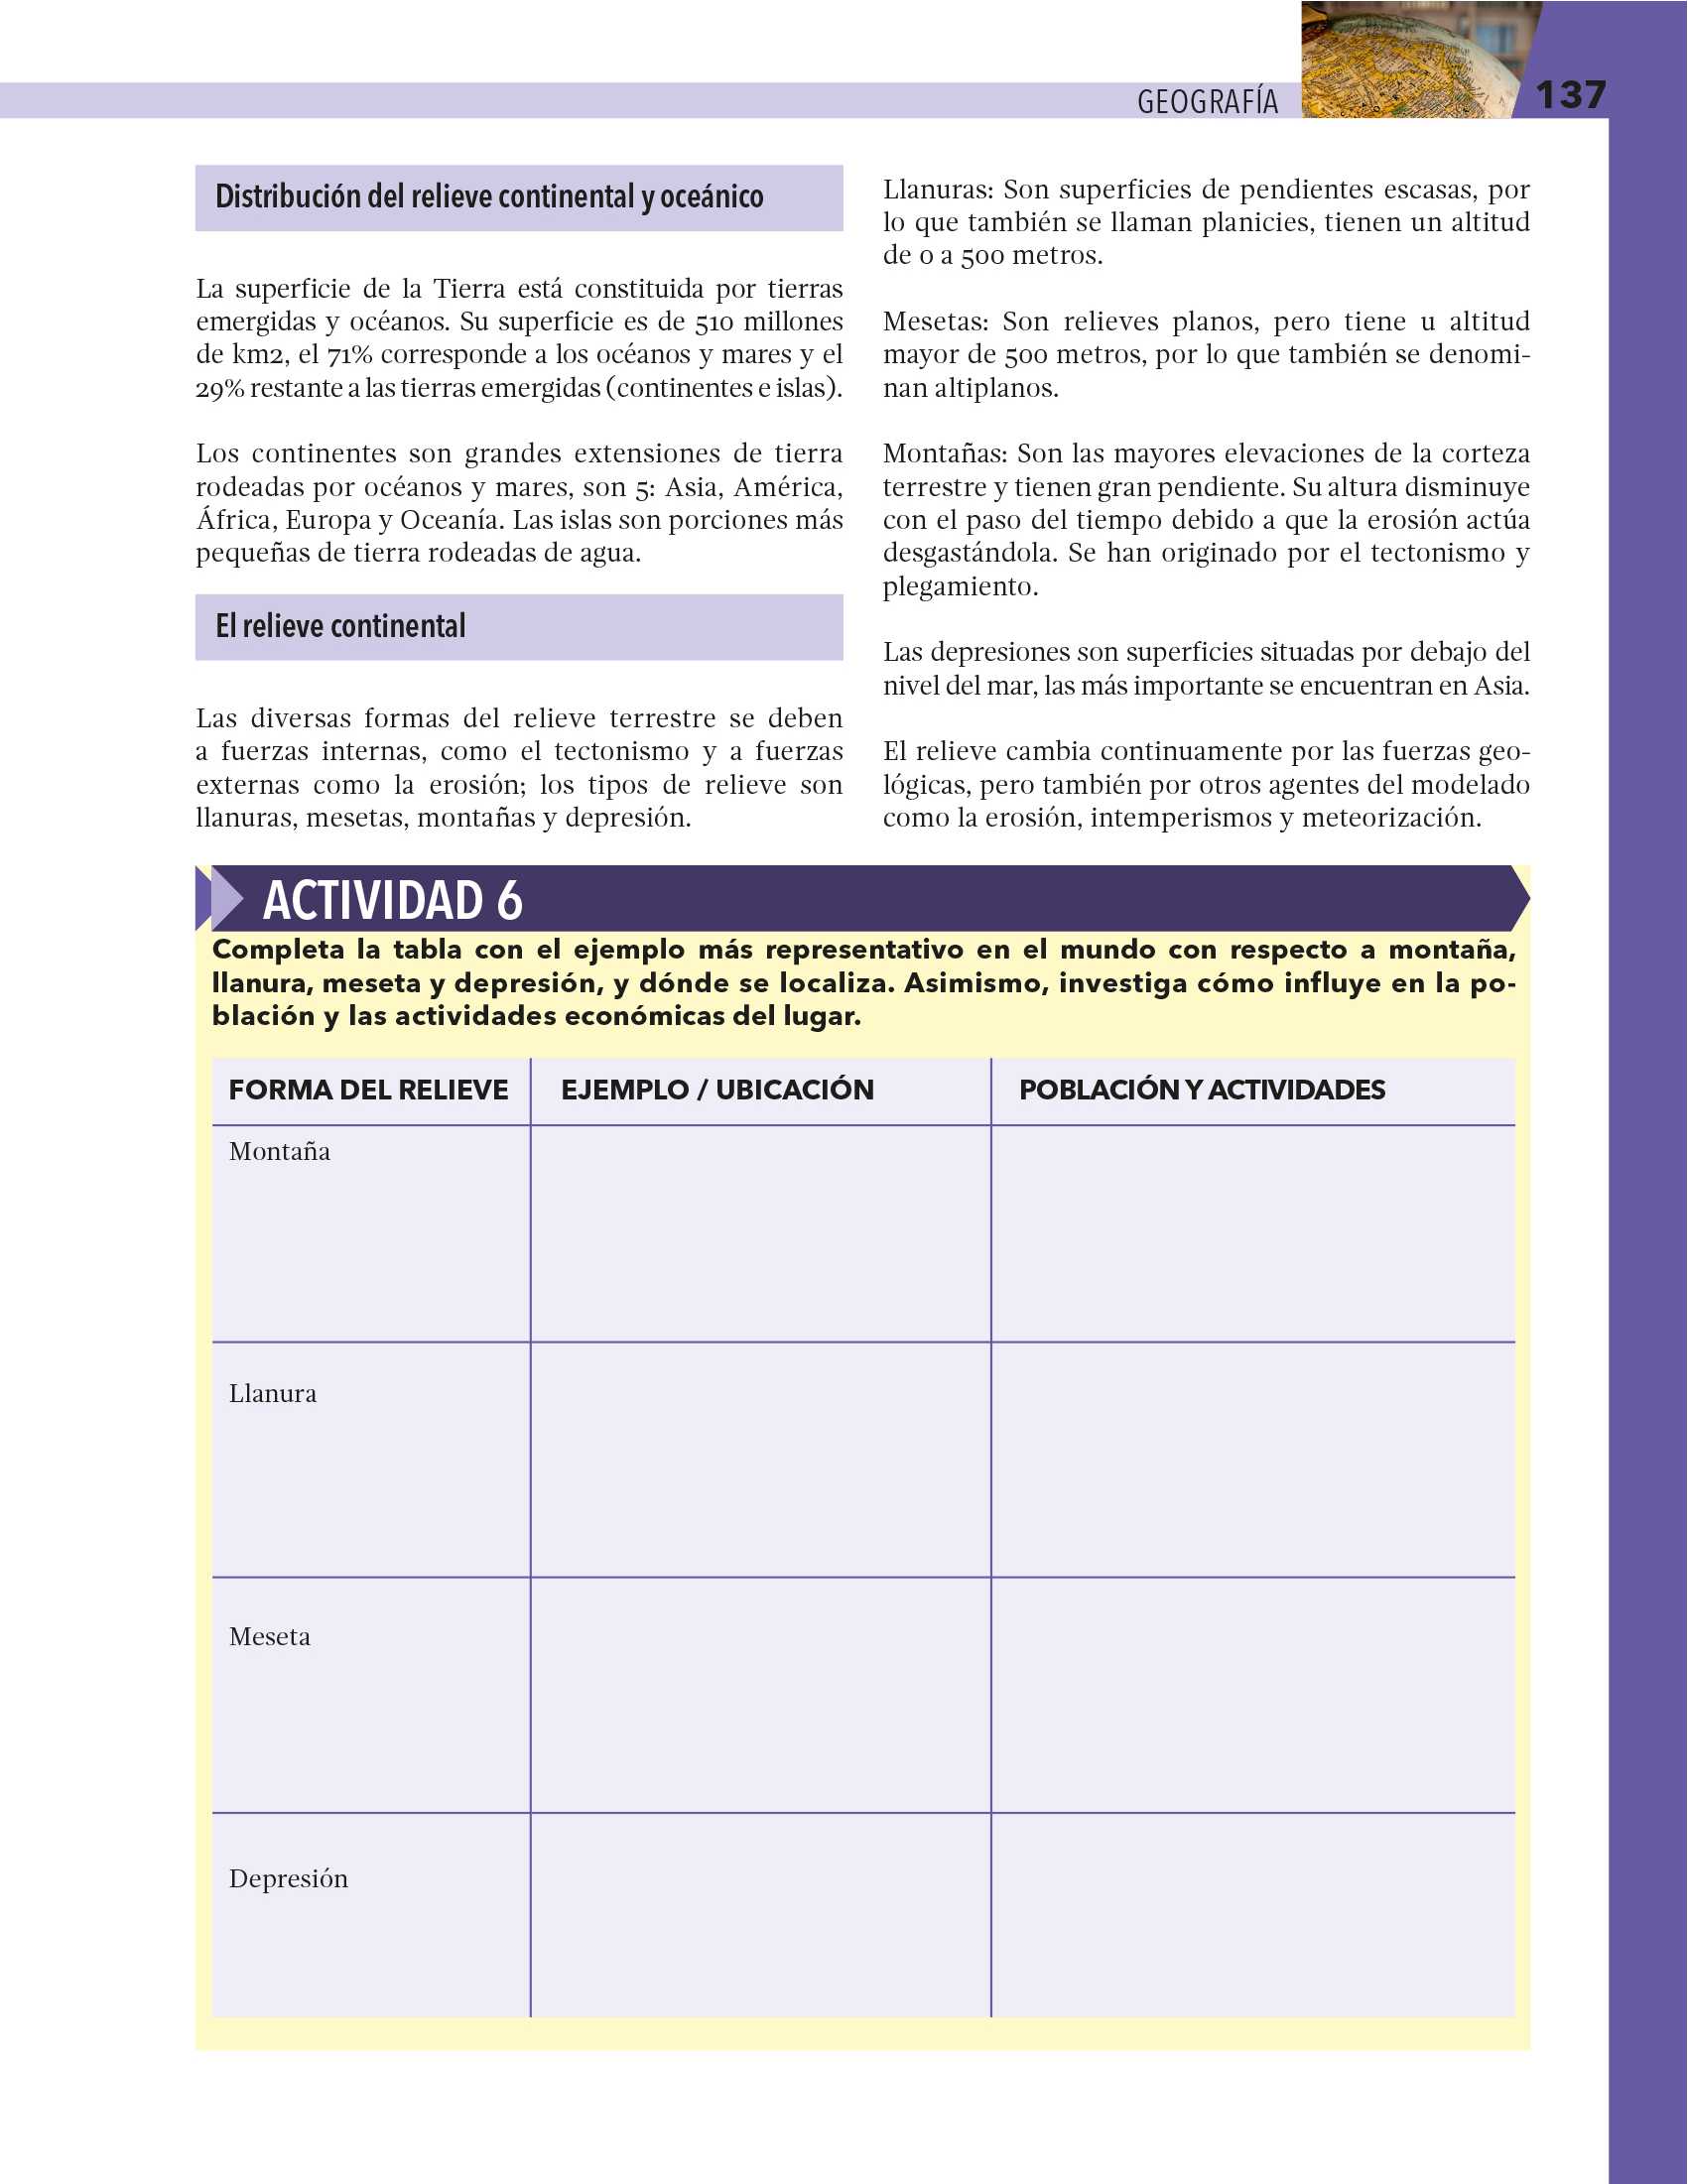 GEOGRAFÍA
137
Distribución del relieve continental y oceánico
La superficie de la Tierra está constituida por tierras
emergidas y océanos. Su superficie es de 510 millones
de km2, el 71% corresponde a los océanos y mares y el
29% restante a las tierras emergidas (continentes e islas).
Los continentes son grandes extensiones de tierra
rodeadas por océanos y mares, son 5: Asia, América,
África, Europa y Oceanía. Las islas son porciones más
pequeñas de tierra rodeadas de agua.
El relieve continental
Las diversas formas del relieve terrestre se deben
a fuerzas internas, como el tectonismo y a fuerzas
externas como la erosión; los tipos de relieve son
llanuras, mesetas, montañas y depresión.
Llanuras: Son superficies de pendientes escasas, por
lo que también se llaman planicies, tienen un altitud
de 0 a 500 metros.
Mesetas: Son relieves planos, pero tiene u altitud
mayor de 500 metros, por lo que también se denomi-
nan altiplanos.
Montañas: Son las mayores elevaciones de la corteza
terrestre y tienen gran pendiente. Su altura disminuye
con el paso del tiempo debido a que la erosión actúa
desgastándola. Se han originado por el tectonismo y
plegamiento.
Las depresiones son superficies situadas por debajo del
nivel del mar, las más importante se encuentran en Asia.
El relieve cambia continuamente por las fuerzas geo-
lógicas, pero también por otros agentes del modelado
como la erosión, intemperismos y meteorización.
ACTIVIDAD 6
Completa la tabla con el ejemplo más representativo en el mundo con respecto a montaña,
llanura, meseta y depresión, y dónde se localiza. Asimismo, investiga cómo influye en la po-
blación y las actividades económicas del lugar.
FORMA DEL RELIEVE
EJEMPLO / UBICACIÓN
POBLACIÓN Y ACTIVIDADES
Montaña
Llanura
Meseta
Depresión